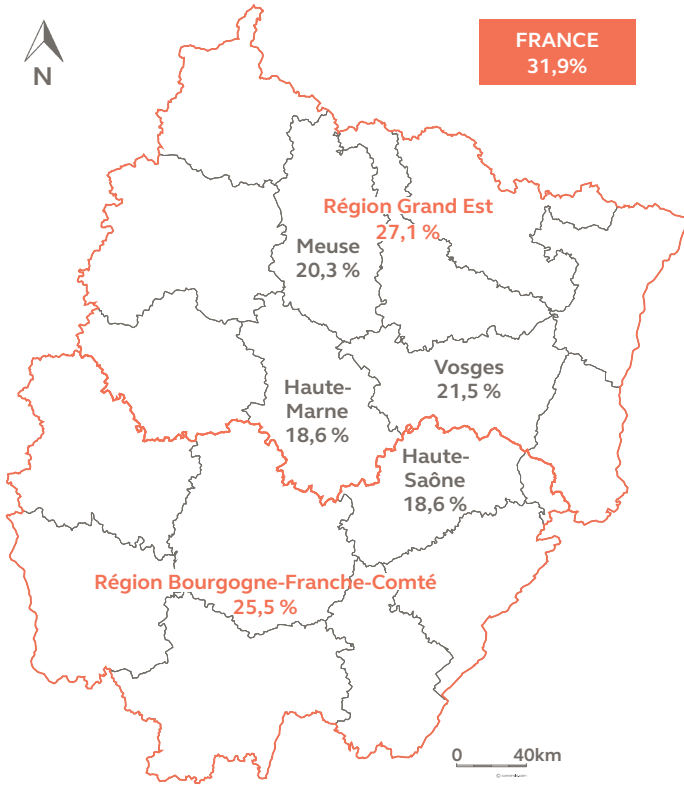 N
FRANCE
31,9%
Région Grand Est
27,1 %
Meuse
20,3 %
Vosges
21,5 %
Haute-
Marne
18,6 %
Haute-
Saône
18,6 %
Région Bourgogne-Franche-Comté
25,5 %
0 40km